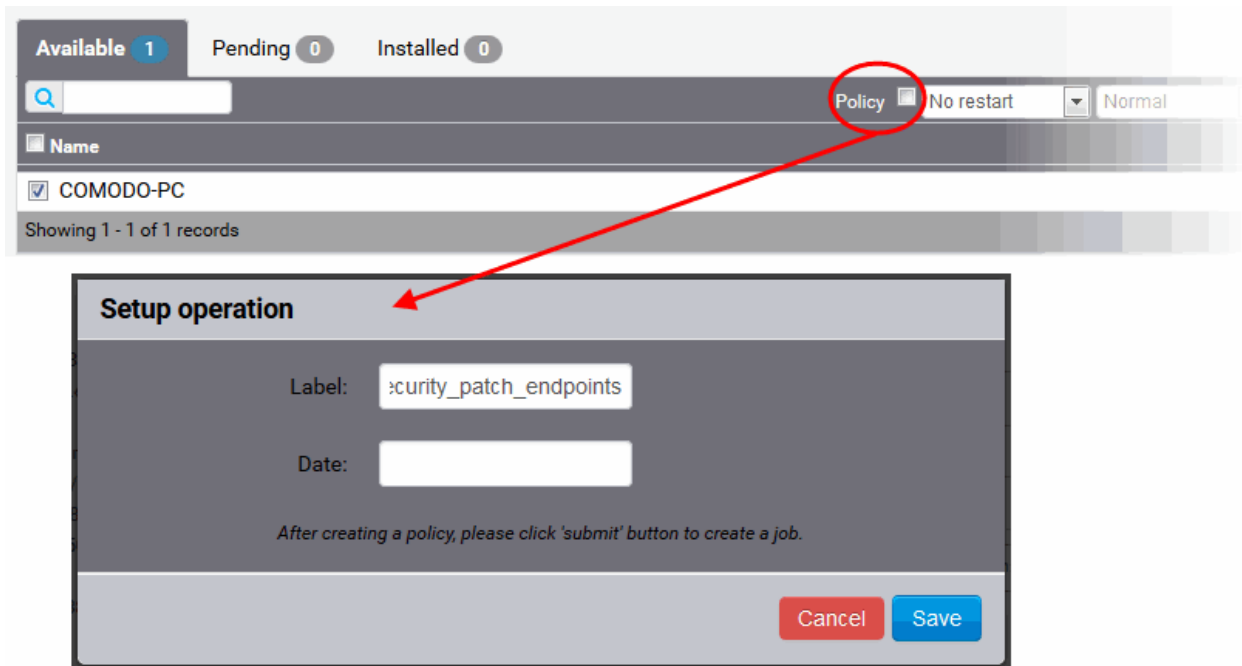 Available 1 Pending 0 Installed 0
Policy No restart Normal
Name
COMODO-PC
Showing 1 - 1 of 1 records
Setup operation
Label: ecurity_patch_endpoints
Date:
After creating a policy, please click 'submit' button to create a job.
Cancel Save